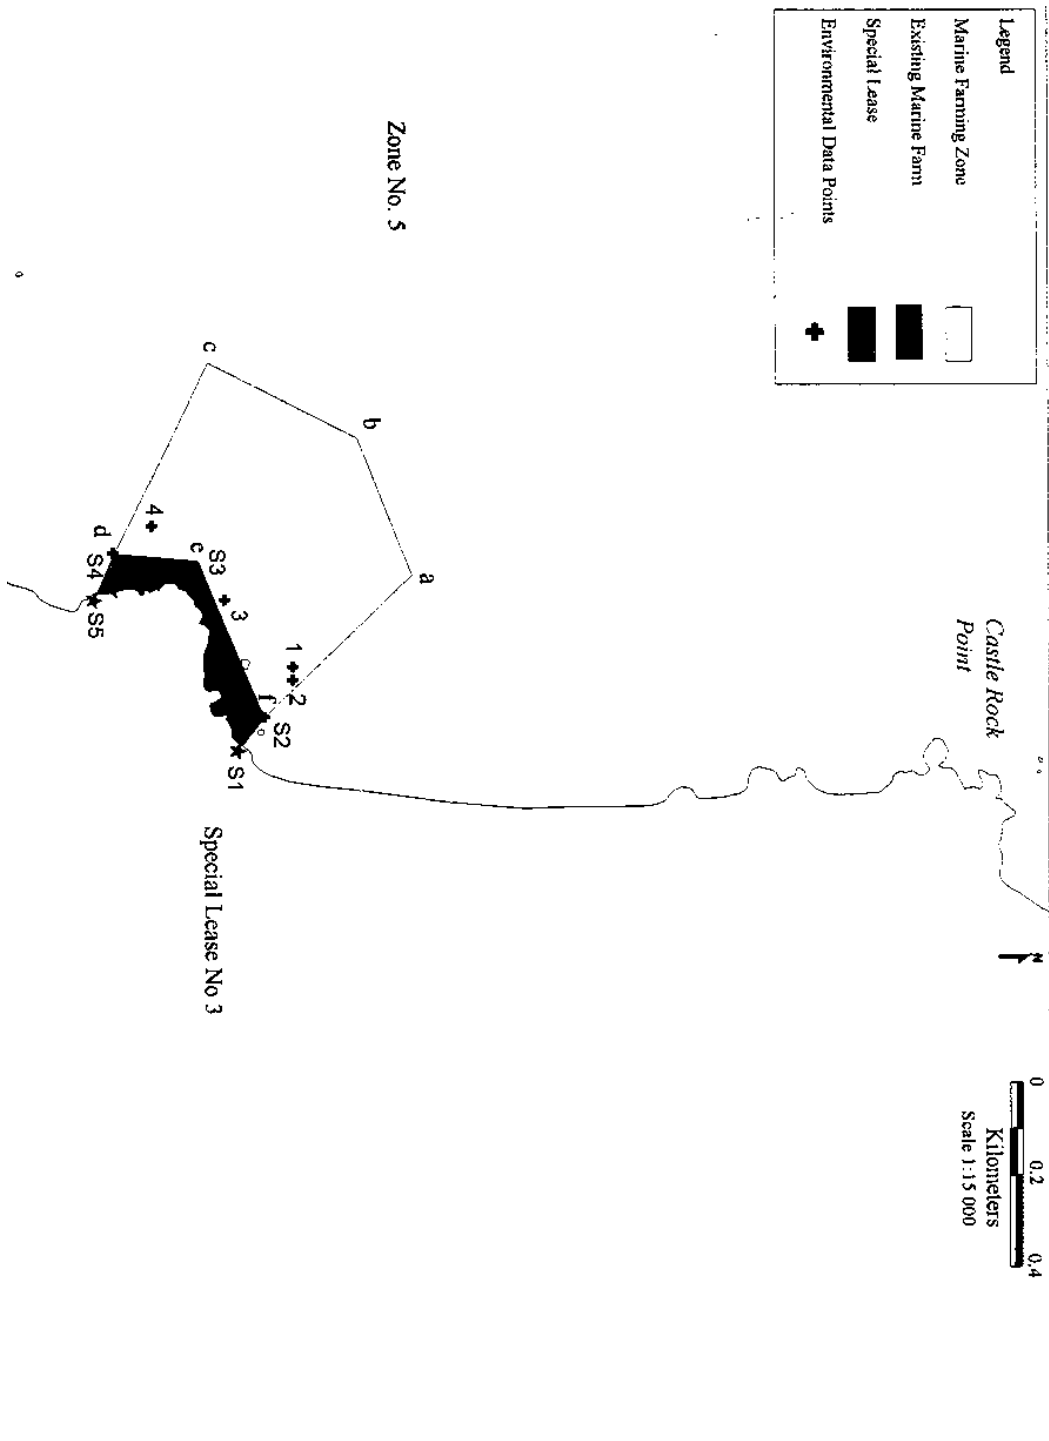 Legend
Marine Farming Zone
Existing Marine Farm
Special Lease
Environmental Data Points
Zone No. 5
Castle Rock
Point
a
b
c
d
e
f
1
2
3
4
S1
S2
S3
S4
S5
Special Lease No 3
N
0 0.2 0.4
Kilometers
Scale 1:15 000